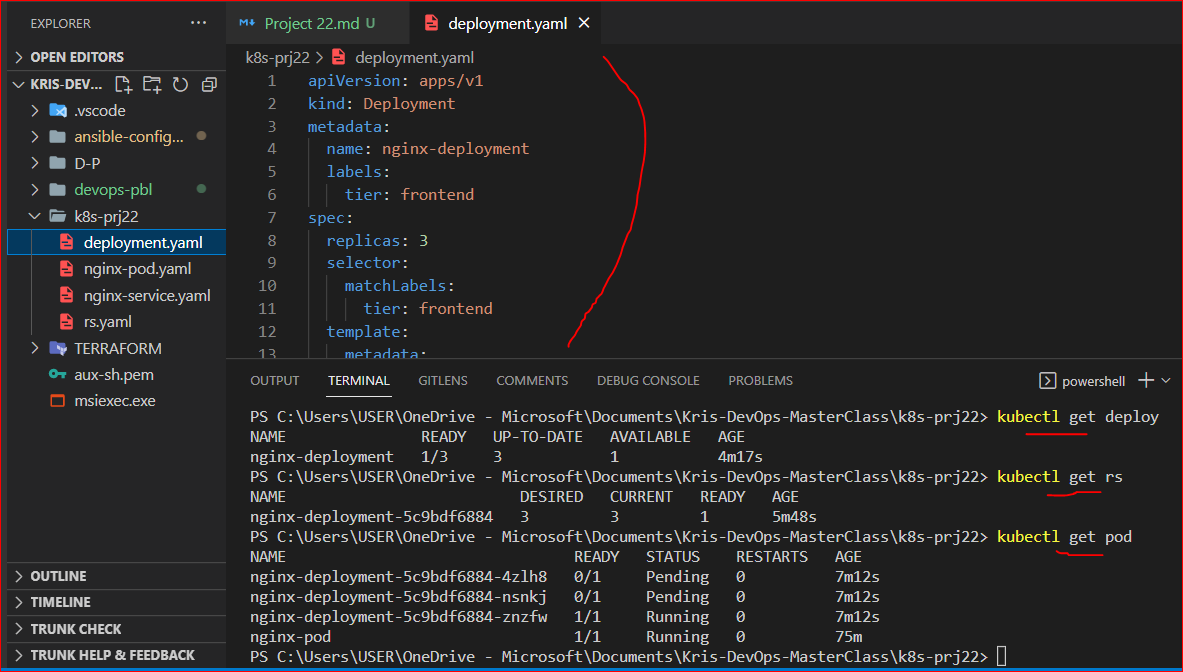 EXPLORER ···
OPEN EDITORS
KRIS-DEV...
.vscode
ansible-config...
D-P
devops-pbl
k8s-prj22
deployment.yaml
nginx-pod.yaml
nginx-service.yaml
rs.yaml
TERRAFORM
aux-sh.pem
msiexec.exe
OUTLINE
TIMELINE
TRUNK CHECK
TRUNK HELP & FEEDBACK
Project 22.md U deployment.yaml
k8s-prj22 > deployment.yaml
1 apiVersion: apps/v1
2 kind: Deployment
3 metadata:
4 name: nginx-deployment
5 labels:
6 tier: frontend
7 spec:
8 replicas: 3
9 selector:
10 matchLabels:
11 tier: frontend
12 template:
13 metadata:
OUTPUT TERMINAL GITLENS COMMENTS DEBUG CONSOLE PROBLEMS powershell
PS C:\Users\USER\OneDrive - Microsoft\Documents\Kris-DevOps-MasterClass\k8s-prj22> kubectl get deploy
NAME READY UP-TO-DATE AVAILABLE AGE
nginx-deployment 1/3 3 1 4m17s
PS C:\Users\USER\OneDrive - Microsoft\Documents\Kris-DevOps-MasterClass\k8s-prj22> kubectl get rs
NAME DESIRED CURRENT READY AGE
nginx-deployment-5c9bdf6884 3 3 1 5m48s
PS C:\Users\USER\OneDrive - Microsoft\Documents\Kris-DevOps-MasterClass\k8s-prj22> kubectl get pod
NAME READY STATUS RESTARTS AGE
nginx-deployment-5c9bdf6884-4zlh8 0/1 Pending 0 7m12s
nginx-deployment-5c9bdf6884-nsnkj 0/1 Pending 0 7m12s
nginx-deployment-5c9bdf6884-znzfw 1/1 Running 0 7m12s
nginx-pod 1/1 Running 0 75m
PS C:\Users\USER\OneDrive - Microsoft\Documents\Kris-DevOps-MasterClass\k8s-prj22>